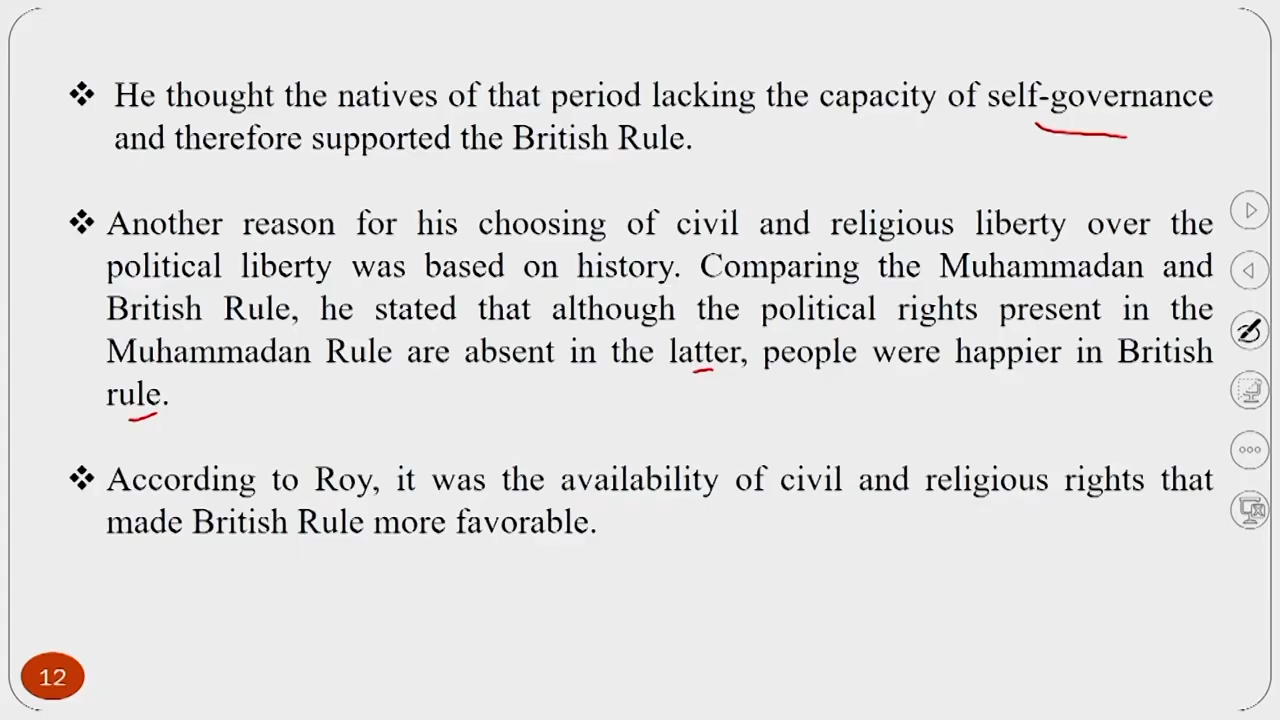 ❖ He thought the natives of that period lacking the capacity of self-governance
and therefore supported the British Rule.
❖ Another reason for his choosing of civil and religious liberty over the
political liberty was based on history. Comparing the Muhammadan and
British Rule, he stated that although the political rights present in the
Muhammadan Rule are absent in the latter, people were happier in British
rule.
❖ According to Roy, it was the availability of civil and religious rights that
made British Rule more favorable.
12